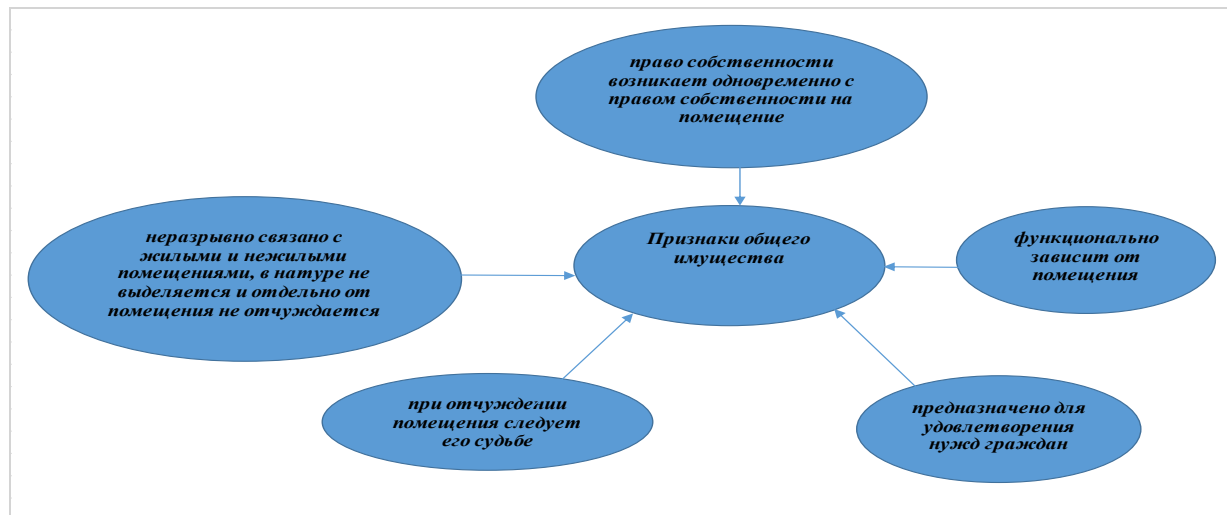 право собственности
возникает одновременно с
правом собственности на
помещение
неразрывно связано с
жилыми и нежилыми
помещениями, в натуре не
выделяется и отдельно от
помещения не отчуждается
Признаки общего
имущества
функционально
зависит от
помещения
при отчуждении
помещения следует
его судьбе
предназначено для
удовлетворения
нужд граждан